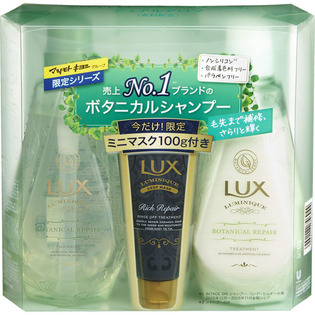 マツモトキヨシグループ
限定シリーズ
ノンシリコン
合成着色料フリー
パラベンフリー
売上No.1ブランドの
ボタニカルシャンプー
毛先まで補修、
さらりと輝く
今だけ!限定
ミニマスク100g付き
LUX
LUMINIQUE
BOTANICAL REPAIR
LUX
LUMINIQUE
Rich Repair
RINSE OFF TREATMENT
LUX
LUMINIQUE
BOTANICAL REPAIR
TREATMENT